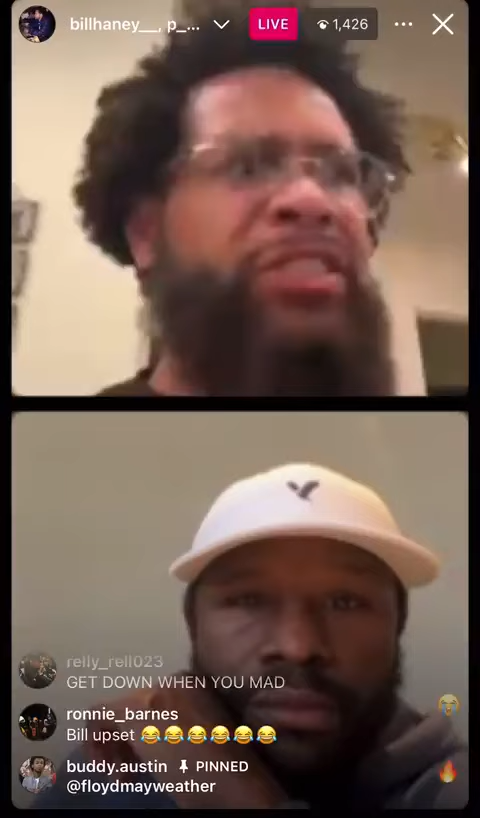 billhaney__, p_...
LIVE
1,426
relly_rell023
GET DOWN WHEN YOU MAD
ronnie_barnes
Bill upset 😂😂😂😂😂😂
buddy.austin PINNED
@floydmayweather